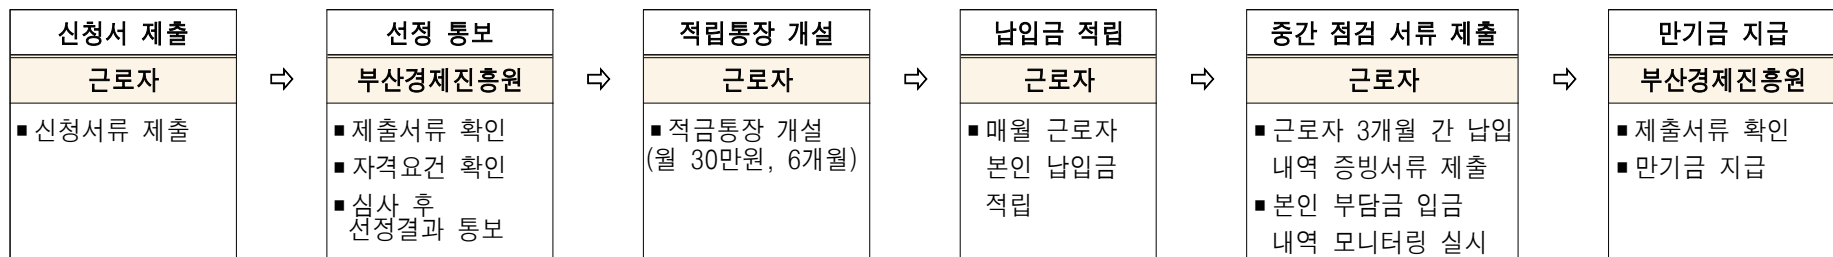 신청서 제출
근로자
■ 신청서류 제출
⇨
선정 통보
부산경제진흥원
■ 제출서류 확인
■ 자격요건 확인
■ 심사 후
선정결과 통보
⇨
적립통장 개설
근로자
■ 적금통장 개설
(월 30만원, 6개월)
⇨
납입금 적립
근로자
■ 매월 근로자
본인 납입금
적립
⇨
중간 점검 서류 제출
근로자
■ 근로자 3개월 간 납입
내역 증빙서류 제출
■ 본인 부담금 입금
내역 모니터링 실시
⇨
만기금 지급
부산경제진흥원
■ 제출서류 확인
■ 만기금 지급